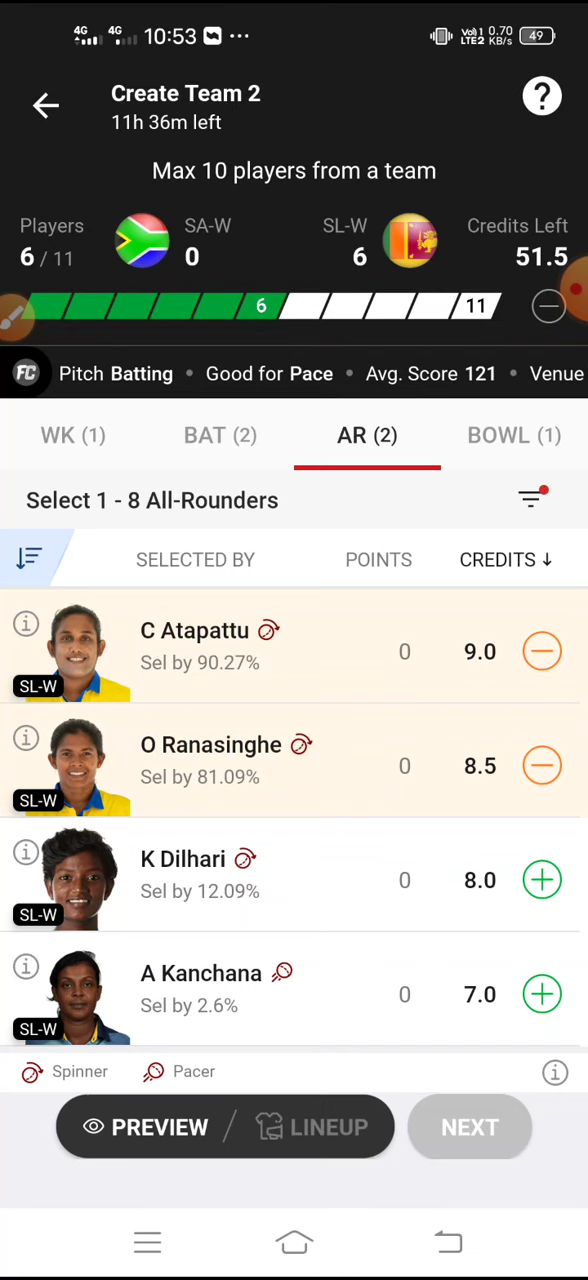 4G 4G 10:53 ••• Vol) 1 LTE2 0.70 KB/s 49
Create Team 2
11h 36m left
?
Max 10 players from a team
Players SA-W SL-W Credits Left
6 / 11 0 6 51.5
6 11
FC Pitch Batting • Good for Pace • Avg. Score 121 • Venue
WK (1) BAT (2) AR (2) BOWL (1)
Select 1 - 8 All-Rounders
SELECTED BY POINTS CREDITS ↓
C Atapattu
Sel by 90.27% 0 9.0
SL-W
O Ranasinghe
Sel by 81.09% 0 8.5
SL-W
K Dilhari
Sel by 12.09% 0 8.0
SL-W
A Kanchana
Sel by 2.6% 0 7.0
SL-W
Spinner Pacer
PREVIEW / LINEUP NEXT